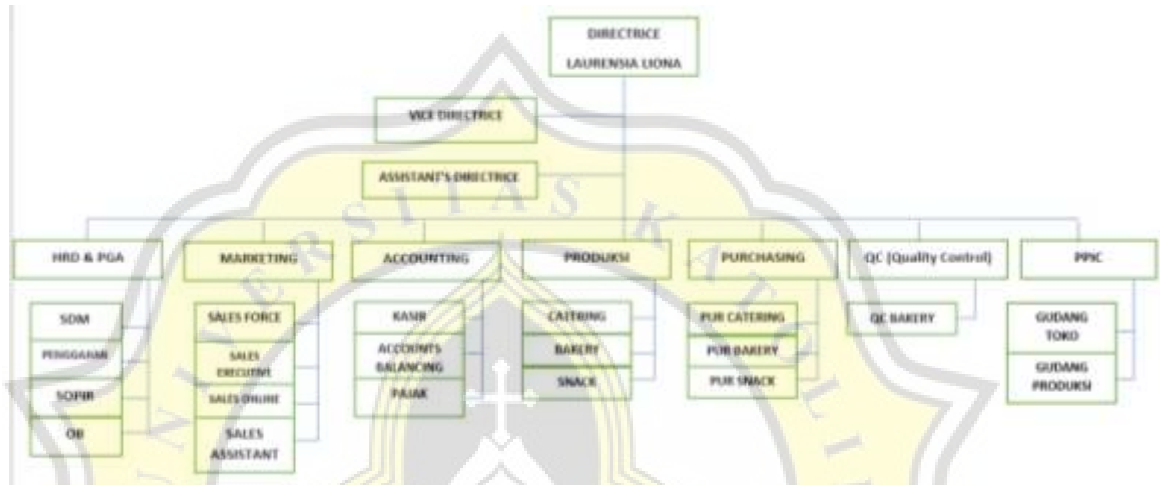 DIRECTRICE
LAURENSIA LIONA
VICE DIRECTRICE
ASSISTANT'S DIRECTRICE
HRD & PGA
MARKETING
ACCOUNTING
PRODUKSI
PURCHASING
QC (Quality Control)
PPIC
SDM
SOPIR
OB
SALES FORCE
SALES
EXECUTIVE
SALES ONLINE
SALES
ASSISTANT
KASIR
ACCOUNTS
BALANCING
PAJAK
CATERING
BAKERY
SNACK
PUR CATERING
PUR BAKERY
PUR SNACK
QC BAKERY
GUDANG
TOKO
GUDANG
PRODUKSI
UNIVERSITAS KATOLI